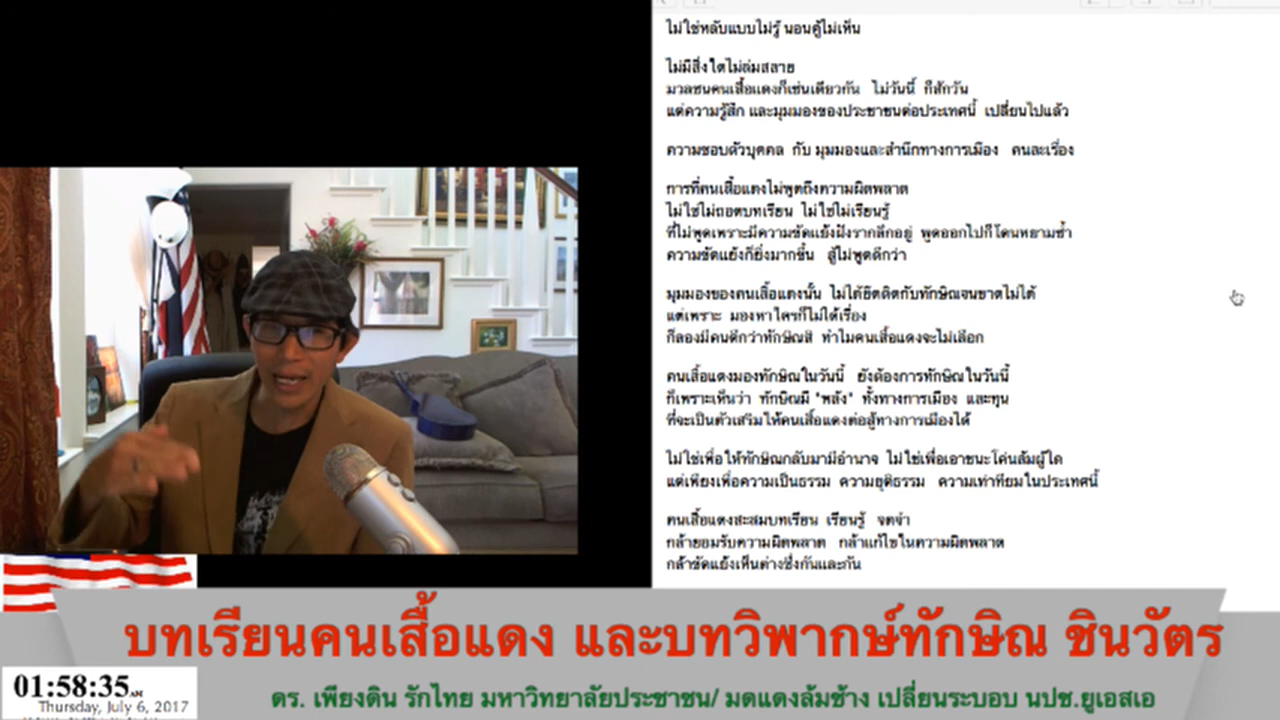 ไม่ใช่หลับแบบไม่รู้ นอนคู้ไม่เห็น
ไม่มีสิ่งใดไม่ล่มสลาย
มวลชนคนเสื้อแดงก็เช่นเดียวกัน ไม่วันนี้ ก็สักวัน
แต่ความรู้สึก และมุมมองของประชาชนต่อประเทศนี้ เปลี่ยนไปแล้ว
ความชอบตัวบุคคล กับ มุมมองและสำนึกทางการเมือง คนละเรื่อง
การที่คนเสื้อแดงไม่พูดถึงความผิดพลาด
ไม่ใช่ไม่ถอดบทเรียน ไม่ใช่ไม่เรียนรู้
ที่ไม่พูดเพราะมีความขัดแย้งฝังรากลึกอยู่ พูดออกไปก็โดนหยามซ้ำ
ความขัดแย้งก็ยิ่งมากขึ้น สู้ไม่พูดดีกว่า
มุมมองของคนเสื้อแดงนั้น ไม่ได้ยึดติดกับทักษิณจนขาดไม่ได้
แต่เพราะ มองหาใครก็ไม่ได้เรื่อง
ก็ลองมีคนดีกว่าทักษิณสิ ทำไมคนเสื้อแดงจะไม่เลือก
คนเสื้อแดงมองทักษิณในวันนี้ ยังต้องการทักษิณในวันนี้
ก็เพราะเห็นว่า ทักษิณมี "พลัง" ทั้งทางการเมือง และทุน
ที่จะเป็นตัวเสริมให้คนเสื้อแดงต่อสู้ทางการเมืองได้
ไม่ใช่เพื่อให้ทักษิณกลับมามีอำนาจ ไม่ใช่เพื่อเอาชนะโค่นล้มผู้ใด
แต่เพียงเพื่อความเป็นธรรม ความยุติธรรม ความเท่าเทียมในประเทศนี้
คนเสื้อแดงสะสมบทเรียน เรียนรู้ จดจำ
กล้ายอมรับความผิดพลาด กล้าแก้ไขในความผิดพลาด
กล้าขัดแย้งเห็นต่างซึ่งกันและกัน
บทเรียนคนเสื้อแดง และบทวิพากษ์ทักษิณ ชินวัตร
01:58:35 AM
Thursday, July 6, 2017
ดร. เพียงดิน รักไทย มหาวิทยาลัยประชาชน/ มดแดงล้มช้าง เปลี่ยนระบอบ นปช.ยูเอสเอ